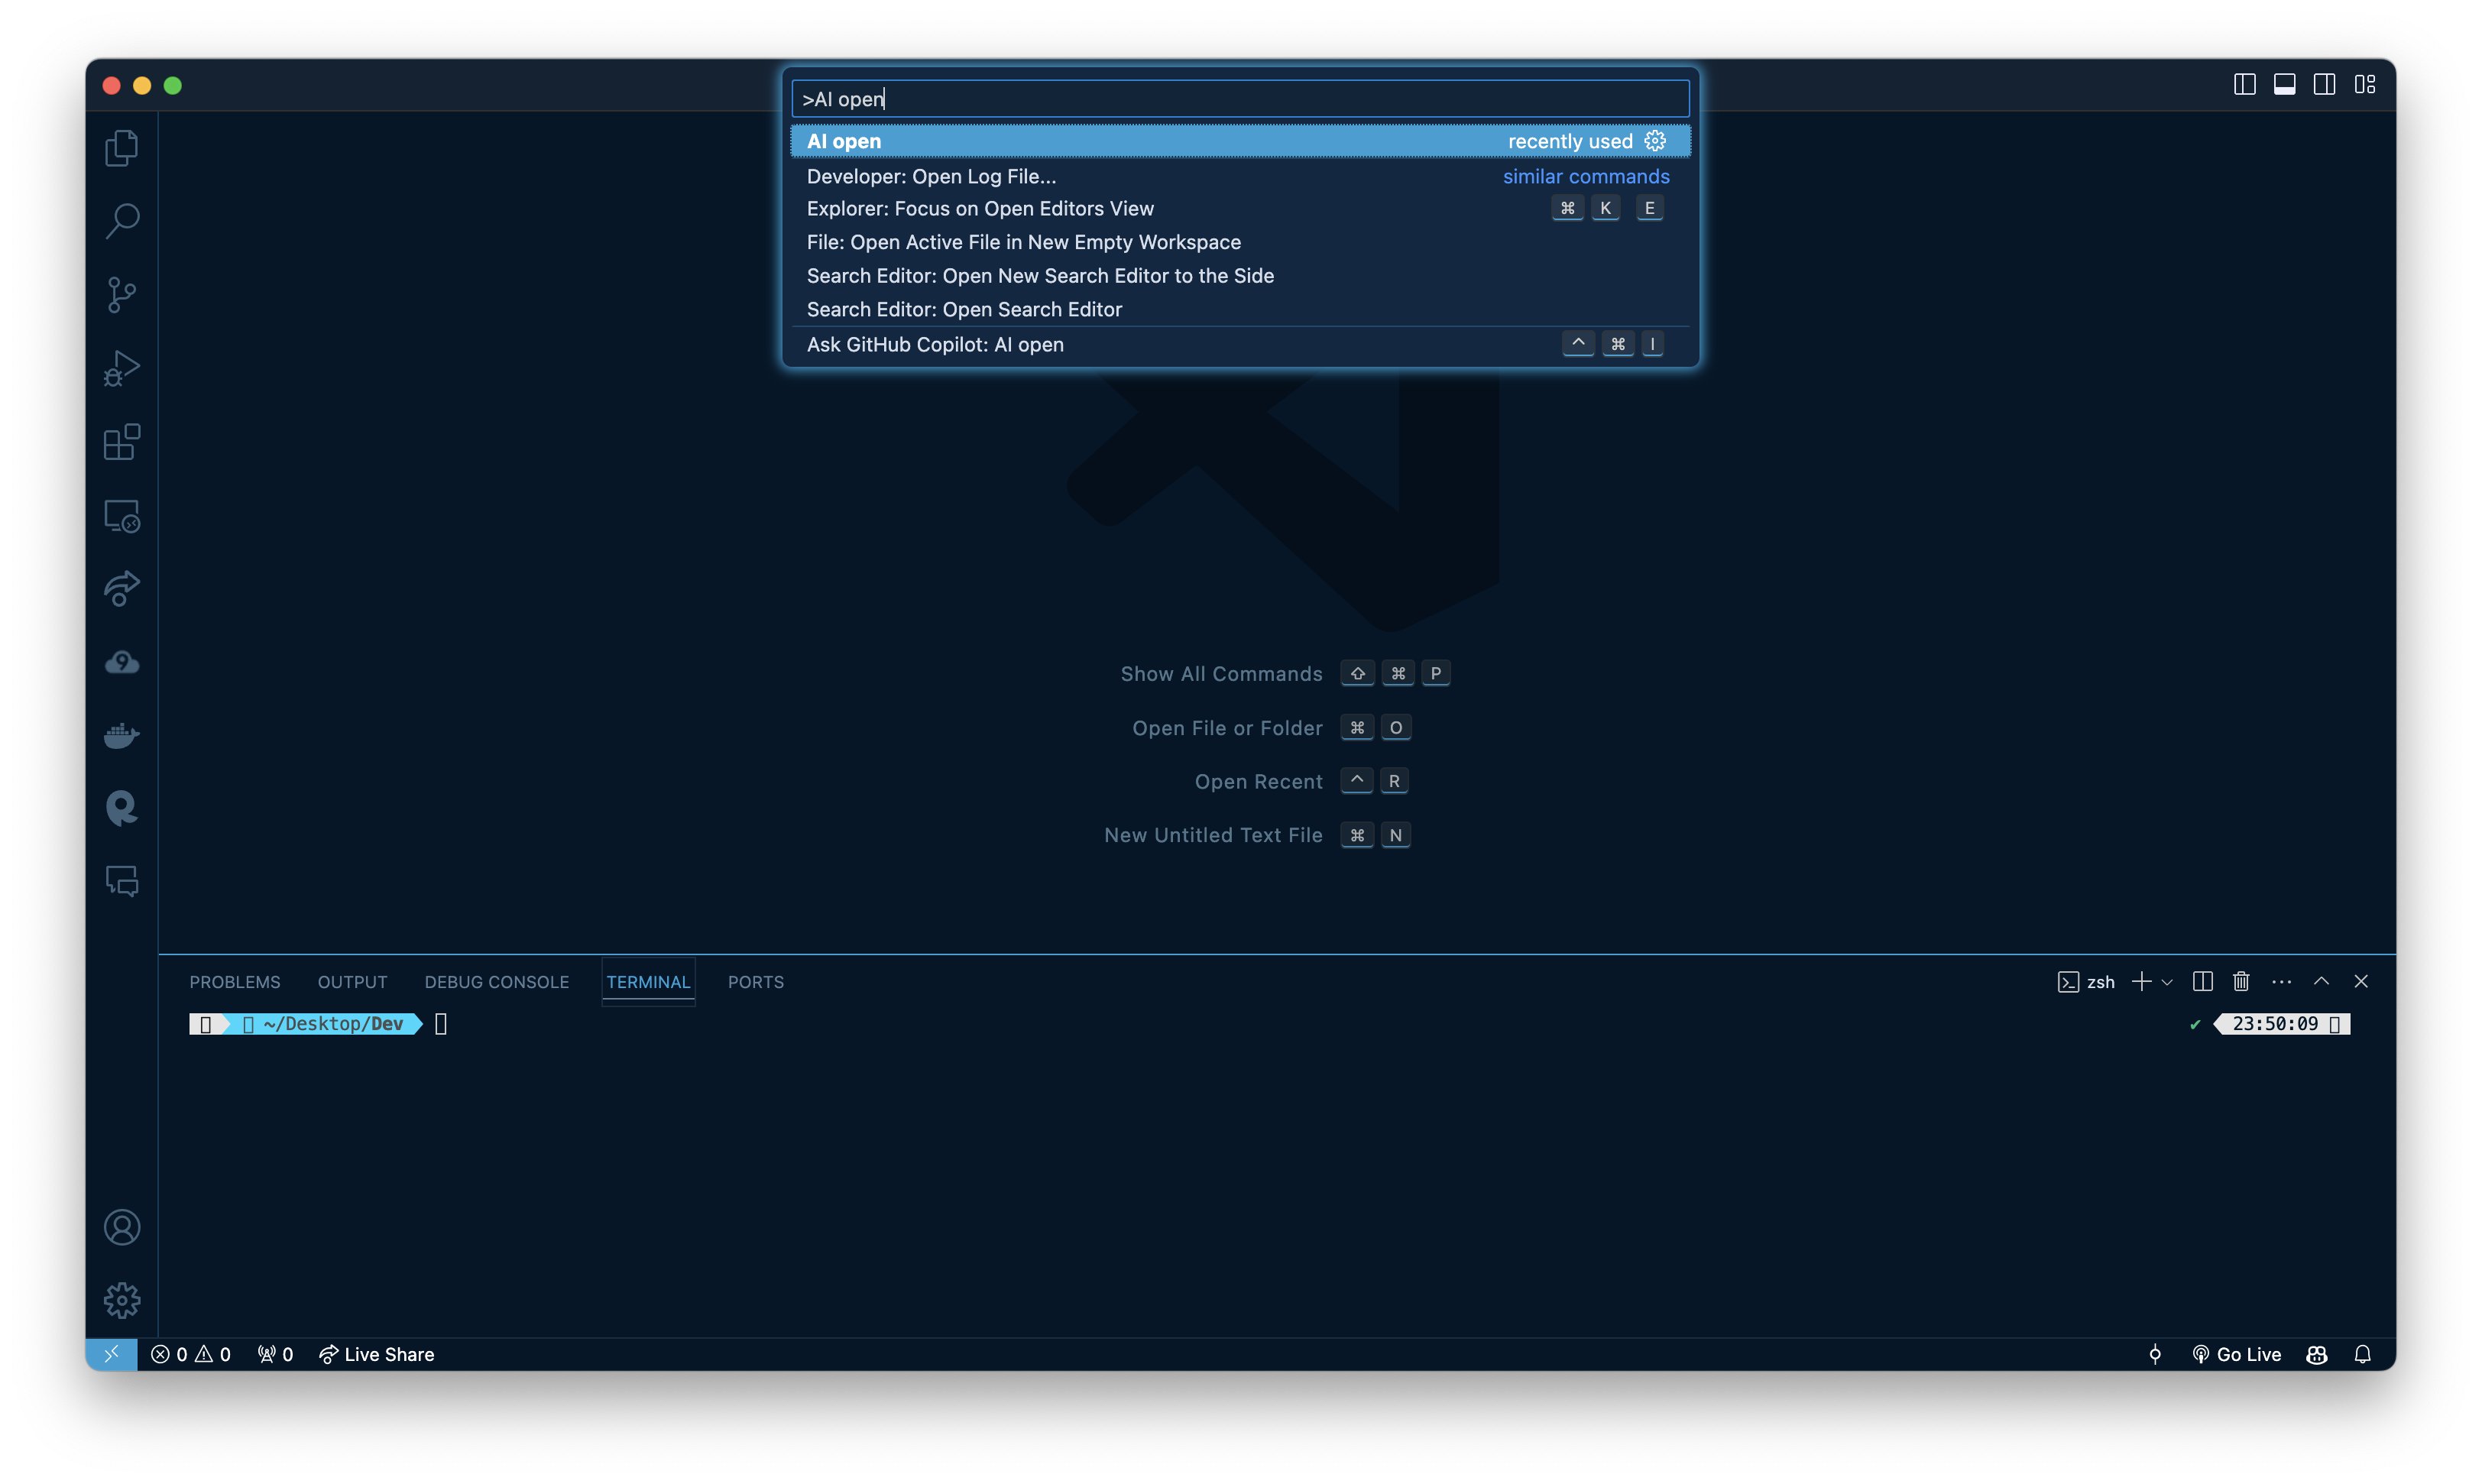 >AI open
AI open recently used
Developer: Open Log File... similar commands
Explorer: Focus on Open Editors View ⌘ K E
File: Open Active File in New Empty Workspace
Search Editor: Open New Search Editor to the Side
Search Editor: Open Search Editor
Ask GitHub Copilot: AI open ^ ⌘ I
Show All Commands ⇧ ⌘ P
Open File or Folder ⌘ O
Open Recent ^ R
New Untitled Text File ⌘ N
PROBLEMS OUTPUT DEBUG CONSOLE TERMINAL PORTS zsh
~/Desktop/Dev ✔ 23:50:09
0 0 0 Live Share Go Live